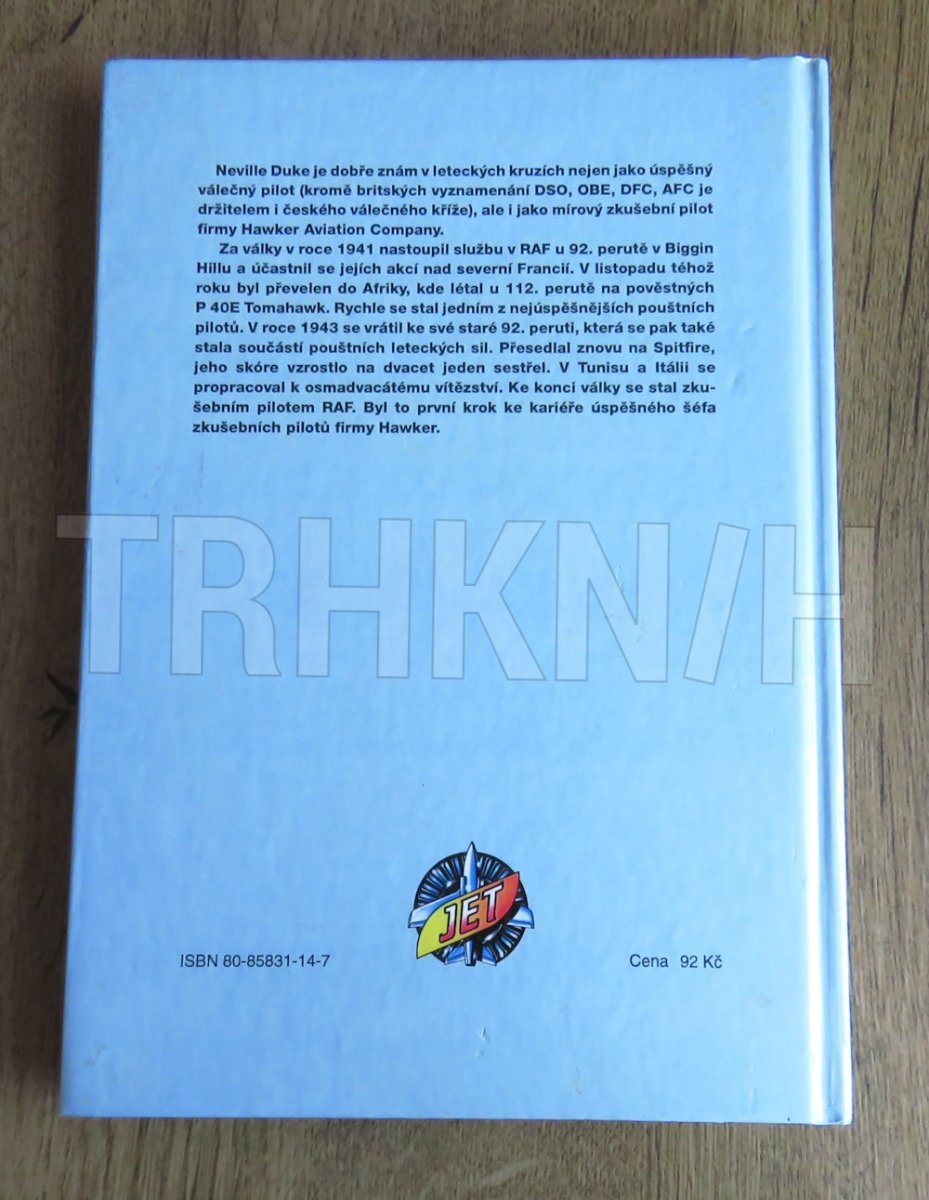 Neville Duke je dobře znám v leteckých kruzích nejen jako úspěšný
válečný pilot (kromě britských vyznamenání DSO, OBE, DFC, AFC je
držitelem i českého válečného kříže), ale i jako mírový zkušební pilot
firmy Hawker Aviation Company.
Za války v roce 1941 nastoupil službu v RAF u 92. perutě v Biggin
Hillu a účastnil se jejích akcí nad severní Francií. V listopadu téhož
roku byl převelen do Afriky, kde létal u 112. perutě na pověstných
P 40E Tomahawk. Rychle se stal jedním z nejúspěšnějších pouštních
pilotů. V roce 1943 se vrátil ke své staré 92. peruti, která se pak také
stala součástí pouštních leteckých sil. Přesedlal znovu na Spitfire,
jeho skóre vzrostlo na dvacet jeden sestřel. V Tunisu a Itálii se
propracoval k osmadvacátému vítězství. Ke konci války se stal zku-
šebním pilotem RAF. Byl to první krok ke kariéře úspěšného šéfa
zkušebních pilotů firmy Hawker.
TRHKN/H
JET
ISBN 80-85831-14-7
Cena 92 Kč